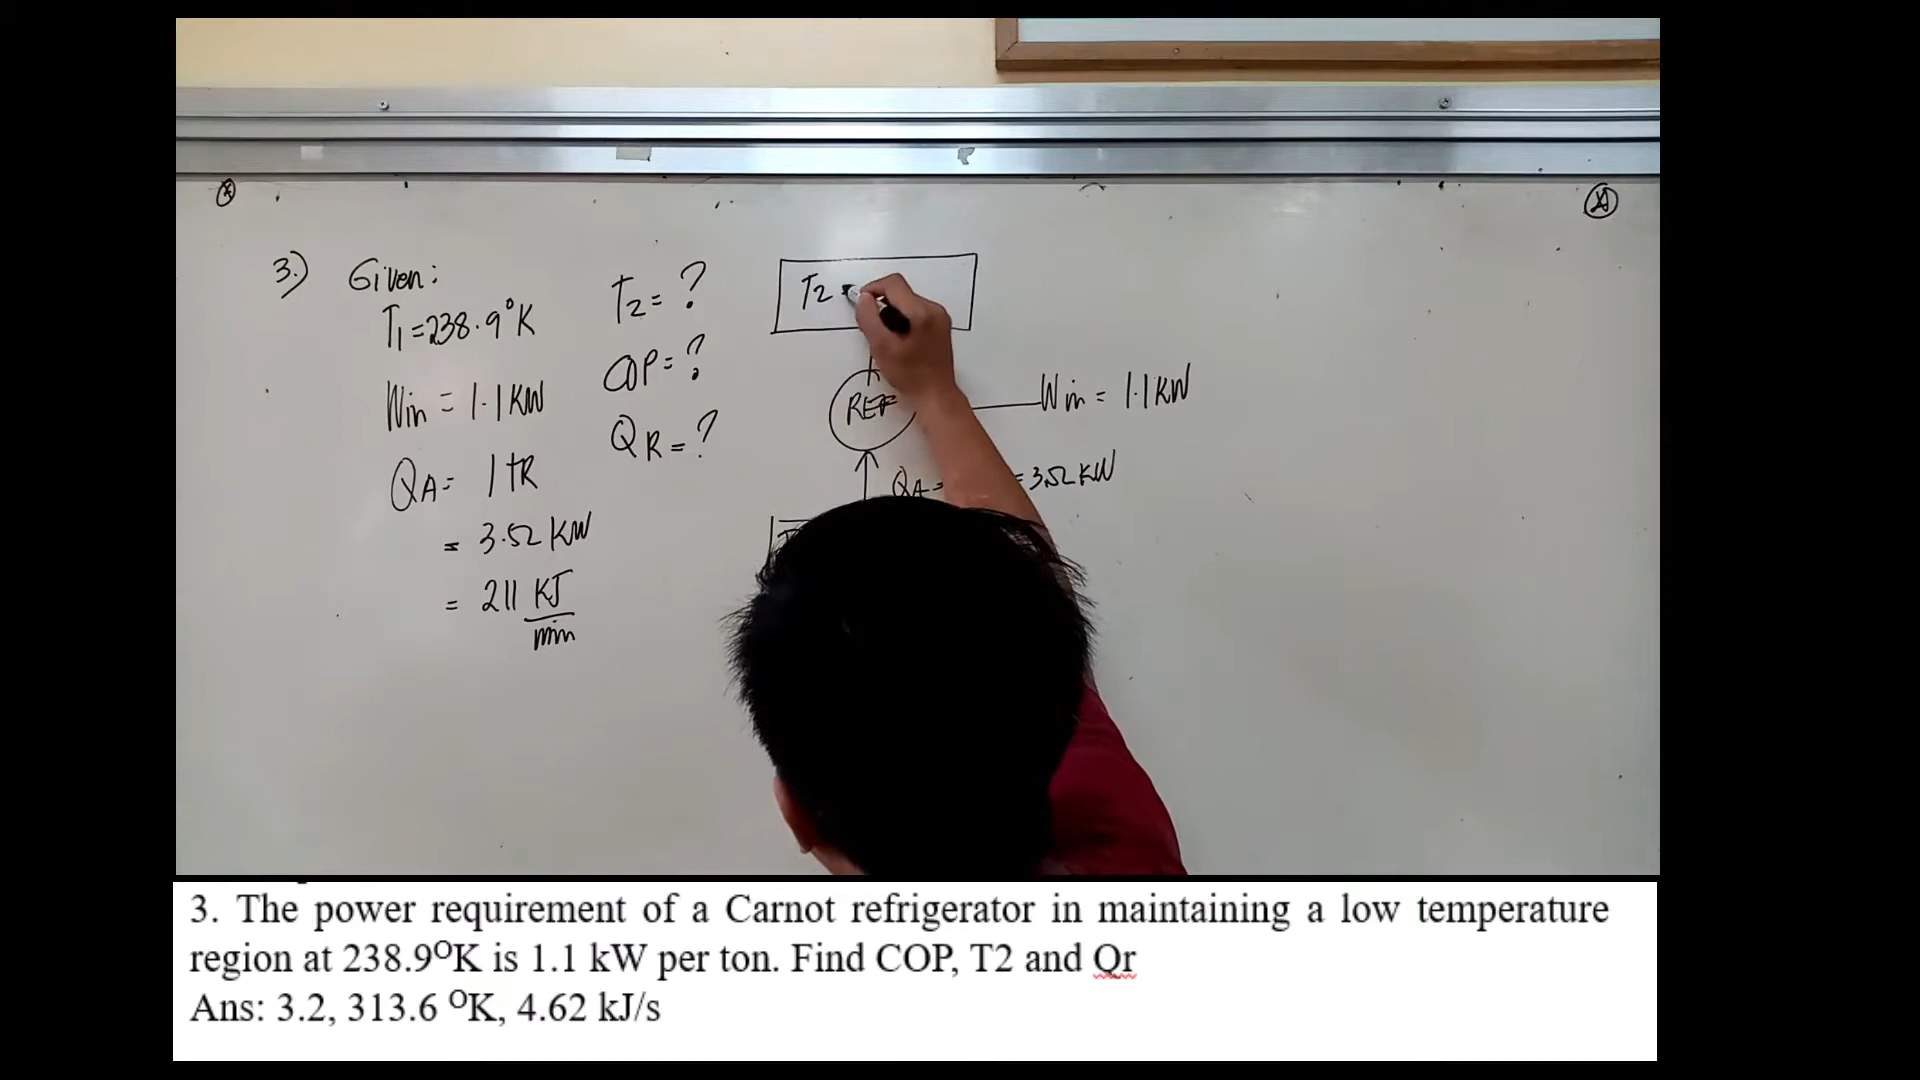 3.) Given:
T1 = 238.9°K
Win = 1.1 KW
QA = 1 TR
= 3.52 KW
= 211 KJ
min
T2 = ?
COP = ?
QR = ?
T2
REF
Win = 1.1 KW
QA =
= 3.52 KW
3. The power requirement of a Carnot refrigerator in maintaining a low temperature
region at 238.9°K is 1.1 kW per ton. Find COP, T2 and Qr
Ans: 3.2, 313.6 °K, 4.62 kJ/s